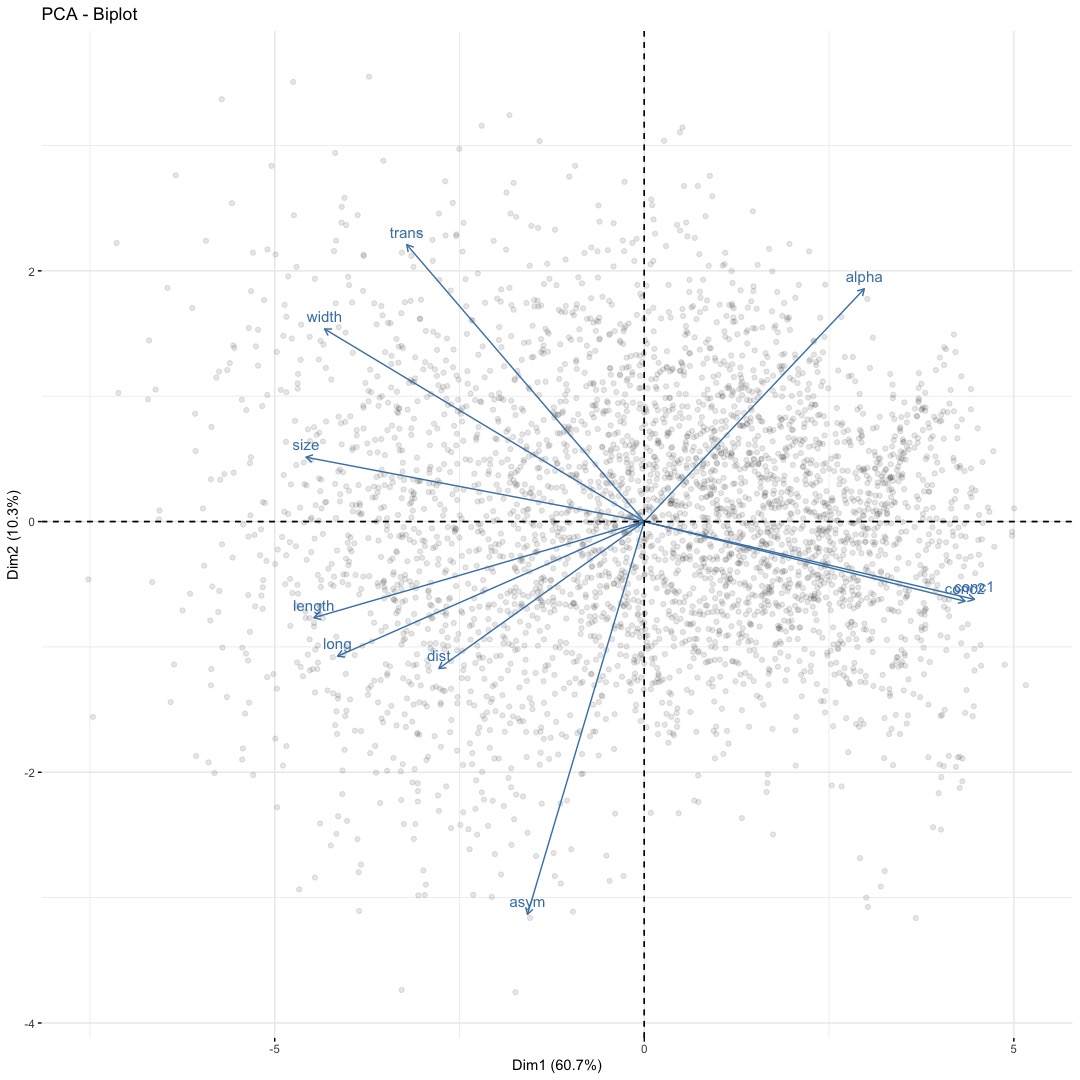 PCA - Biplot
trans
alpha
width
size
conc1
conc2
length
long
dist
asym
2
0
-2
-4
-5
0
5
Dim1 (60.7%)
Dim2 (10.3%)